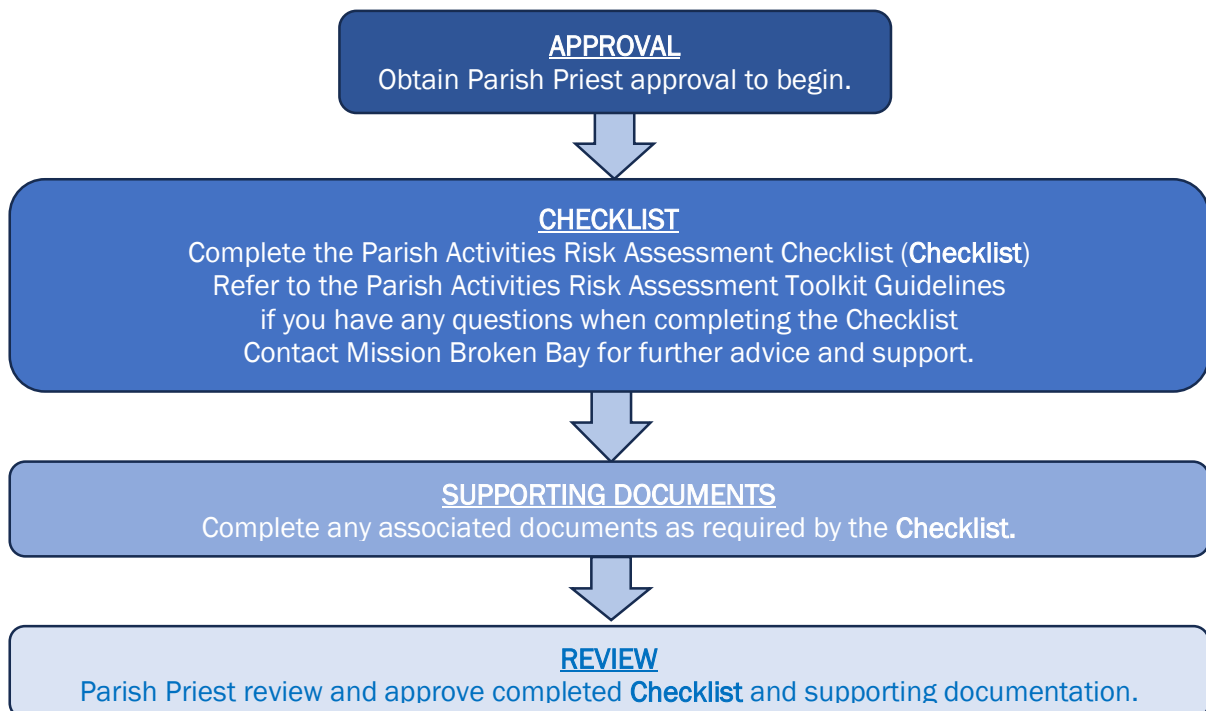 APPROVAL
Obtain Parish Priest approval to begin.
CHECKLIST
Complete the Parish Activities Risk Assessment Checklist (Checklist)
Refer to the Parish Activities Risk Assessment Toolkit Guidelines
if you have any questions when completing the Checklist
Contact Mission Broken Bay for further advice and support.
SUPPORTING DOCUMENTS
Complete any associated documents as required by the Checklist.
REVIEW
Parish Priest review and approve completed Checklist and supporting documentation.